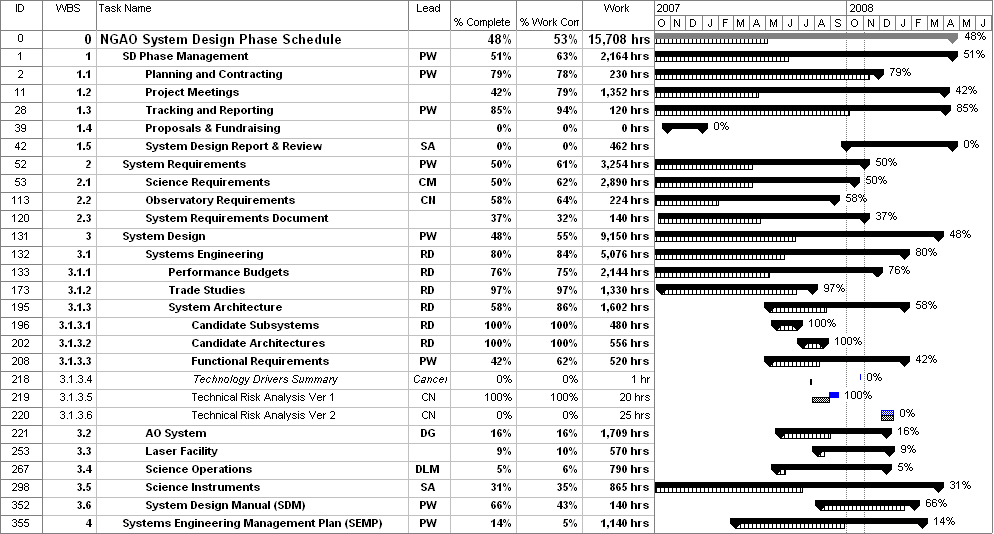 ID WBS Task Name Lead % Complete % Work Corr Work 2007 2008
O N D J F M A M J J A S O N D J F M A M J
0 0 NGAO System Design Phase Schedule 48% 53% 15,708 hrs 48%
1 1 SD Phase Management PW 51% 63% 2,164 hrs 51%
2 1.1 Planning and Contracting PW 79% 78% 230 hrs 79%
11 1.2 Project Meetings 42% 79% 1,352 hrs 42%
28 1.3 Tracking and Reporting PW 85% 94% 120 hrs 85%
39 1.4 Proposals & Fundraising 0% 0% 0 hrs 0%
42 1.5 System Design Report & Review SA 0% 0% 462 hrs 0%
52 2 System Requirements PW 50% 61% 3,254 hrs 50%
53 2.1 Science Requirements CM 50% 62% 2,890 hrs 50%
113 2.2 Observatory Requirements CN 58% 64% 224 hrs 58%
120 2.3 System Requirements Document 37% 32% 140 hrs 37%
131 3 System Design PW 48% 55% 9,150 hrs 48%
132 3.1 Systems Engineering RD 80% 84% 5,076 hrs 80%
133 3.1.1 Performance Budgets RD 76% 75% 2,144 hrs 76%
173 3.1.2 Trade Studies RD 97% 97% 1,330 hrs 97%
195 3.1.3 System Architecture RD 58% 86% 1,602 hrs 58%
196 3.1.3.1 Candidate Subsystems RD 100% 100% 480 hrs 100%
202 3.1.3.2 Candidate Architectures RD 100% 100% 556 hrs 100%
208 3.1.3.3 Functional Requirements PW 42% 62% 520 hrs 42%
218 3.1.3.4 Technology Drivers Summary Cancel 0% 0% 1 hr 0%
219 3.1.3.5 Technical Risk Analysis Ver 1 CN 100% 100% 20 hrs 100%
220 3.1.3.6 Technical Risk Analysis Ver 2 CN 0% 0% 25 hrs 0%
221 3.2 AO System DG 16% 16% 1,709 hrs 16%
253 3.3 Laser Facility 9% 10% 570 hrs 9%
267 3.4 Science Operations DLM 5% 6% 790 hrs 5%
298 3.5 Science Instruments SA 31% 35% 865 hrs 31%
352 3.6 System Design Manual (SDM) PW 66% 43% 140 hrs 66%
355 4 Systems Engineering Management Plan (SEMP) PW 14% 5% 1,140 hrs 14%